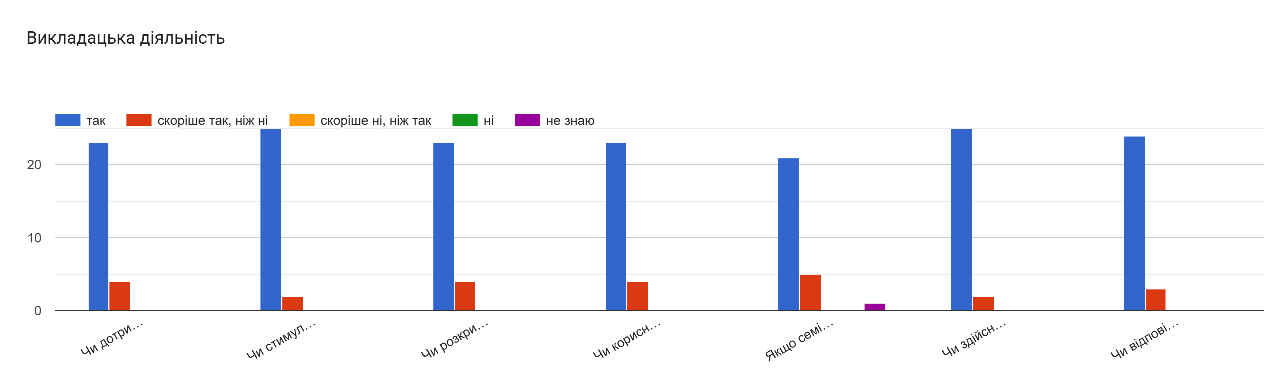 Викладацька діяльність
так скоріше так, ніж ні скоріше ні, ніж так ні не знаю
20
10
0
Чи дотри… Чи стимул… Чи розкри… Чи корисн… Якщо семі… Чи здійсн… Чи відпові…